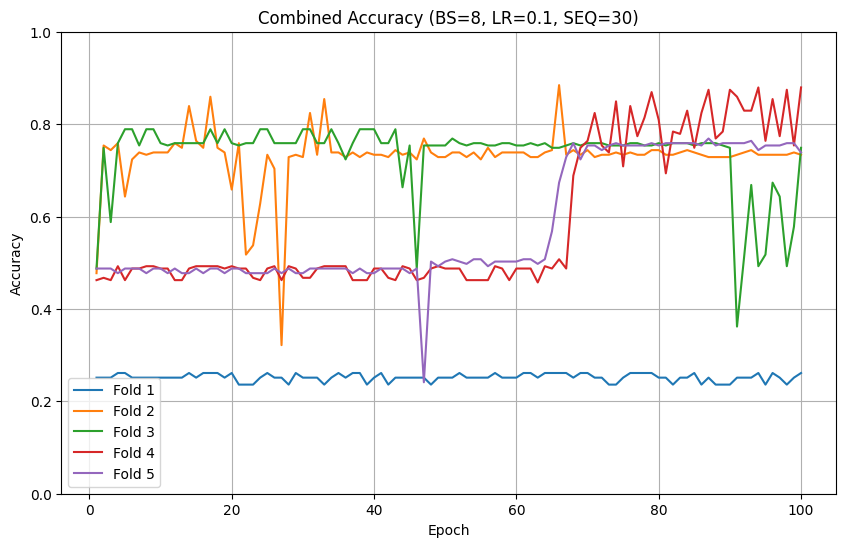 Combined Accuracy (BS=8, LR=0.1, SEQ=30)
1.0
0.8
0.6
0.4
0.2
0.0
Accuracy
Fold 1
Fold 2
Fold 3
Fold 4
Fold 5
0 20 40 60 80 100
Epoch